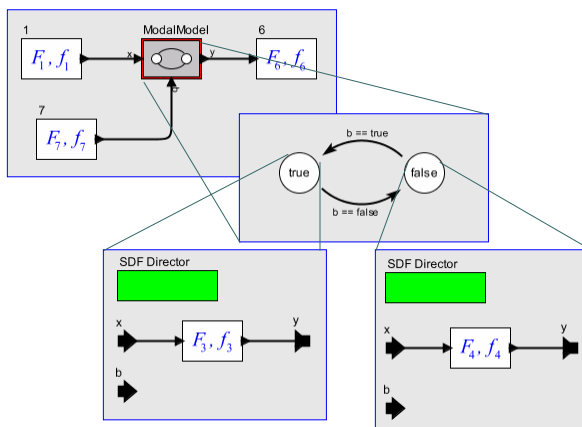 1
ModalModel
6
F1, f1
x
y
F6, f6
b
7
F7, f7
b == true
true
false
b == false
SDF Director
x
y
F3, f3
b
SDF Director
x
y
F4, f4
b